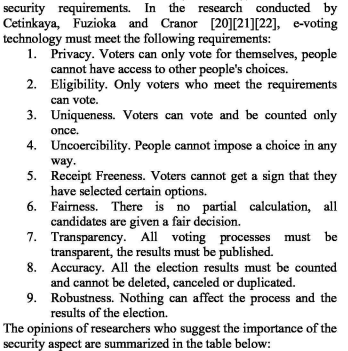 security requirements. In the research conducted by
Cetinkaya, Fuzioka and Cranor [20][21][22], e-voting
technology must meet the following requirements:
1. Privacy. Voters can only vote for themselves, people
cannot have access to other people's choices.
2. Eligibility. Only voters who meet the requirements
can vote.
3. Uniqueness. Voters can vote and be counted only
once.
4. Uncoercibility. People cannot impose a choice in any
way.
5. Receipt Freeness. Voters cannot get a sign that they
have selected certain options.
6. Fairness. There is no partial calculation, all
candidates are given a fair decision.
7. Transparency. All voting processes must be
transparent, the results must be published.
8. Accuracy. All the election results must be counted
and cannot be deleted, canceled or duplicated.
9. Robustness. Nothing can affect the process and the
results of the election.
The opinions of researchers who suggest the importance of the
security aspect are summarized in the table below: